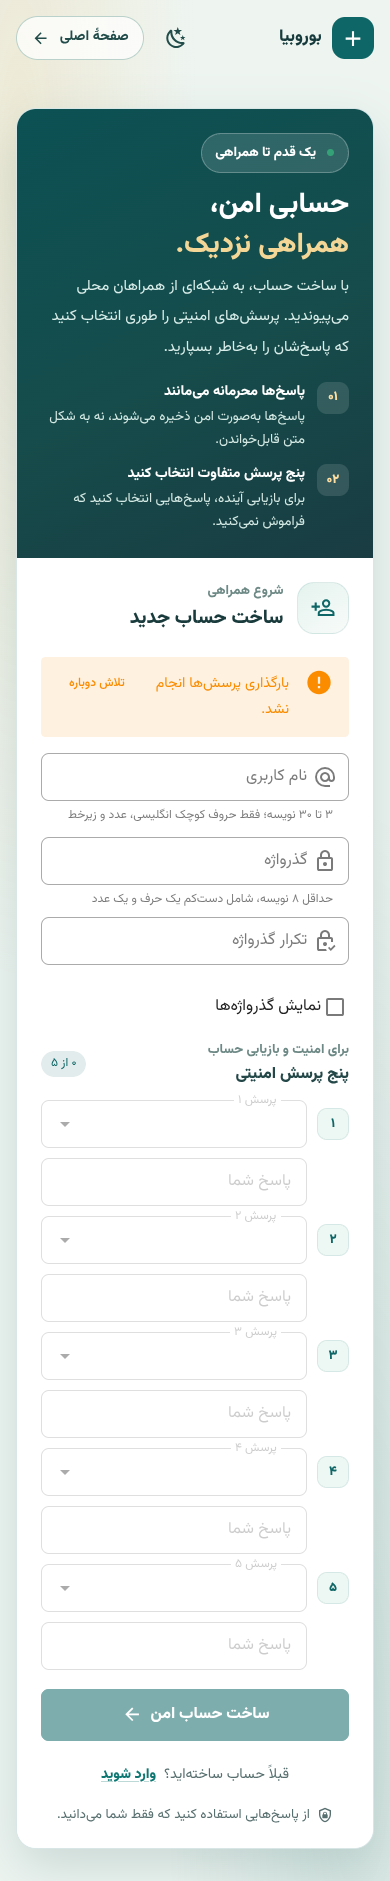 بوروبیا
صفحهٔ اصلی
یک قدم تا همراهی
حسابی امن،
همراهی نزدیک.
با ساخت حساب، به شبکه‌ای از همراهان محلی
می‌پیوندید. پرسش‌های امنیتی را طوری انتخاب کنید
که پاسخ‌شان را به‌خاطر بسپارید.
۰۱
پاسخ‌ها محرمانه می‌مانند
پاسخ‌ها به‌صورت امن ذخیره می‌شوند، نه به شکل
متن قابل‌خواندن.
۰۲
پنج پرسش متفاوت انتخاب کنید
برای بازیابی آینده، پاسخ‌هایی انتخاب کنید که
فراموش نمی‌کنید.
شروع همراهی
ساخت حساب جدید
بارگذاری پرسش‌ها انجام
نشد.
تلاش دوباره
نام کاربری
۳ تا ۳۰ نویسه؛ فقط حروف کوچک انگلیسی، عدد و زیرخط
گذرواژه
حداقل ۸ نویسه، شامل دست‌کم یک حرف و یک عدد
تکرار گذرواژه
نمایش گذرواژه‌ها
برای امنیت و بازیابی حساب
پنج پرسش امنیتی
۰ از ۵
۱
پرسش ۱
پاسخ شما
۲
پرسش ۲
پاسخ شما
۳
پرسش ۳
پاسخ شما
۴
پرسش ۴
پاسخ شما
۵
پرسش ۵
پاسخ شما
ساخت حساب امن
قبلاً حساب ساخته‌اید؟ وارد شوید
از پاسخ‌هایی استفاده کنید که فقط شما می‌دانید.